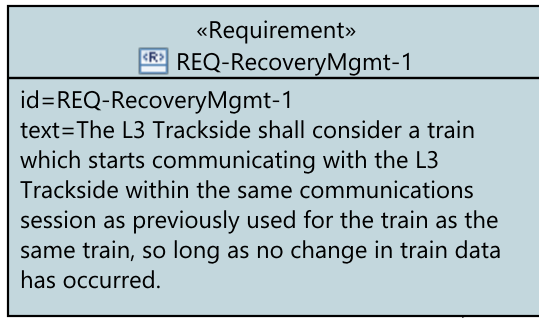 «Requirement»
«R» REQ-RecoveryMgmt-1
id=REQ-RecoveryMgmt-1
text=The L3 Trackside shall consider a train
which starts communicating with the L3
Trackside within the same communications
session as previously used for the train as the
same train, so long as no change in train data
has occurred.